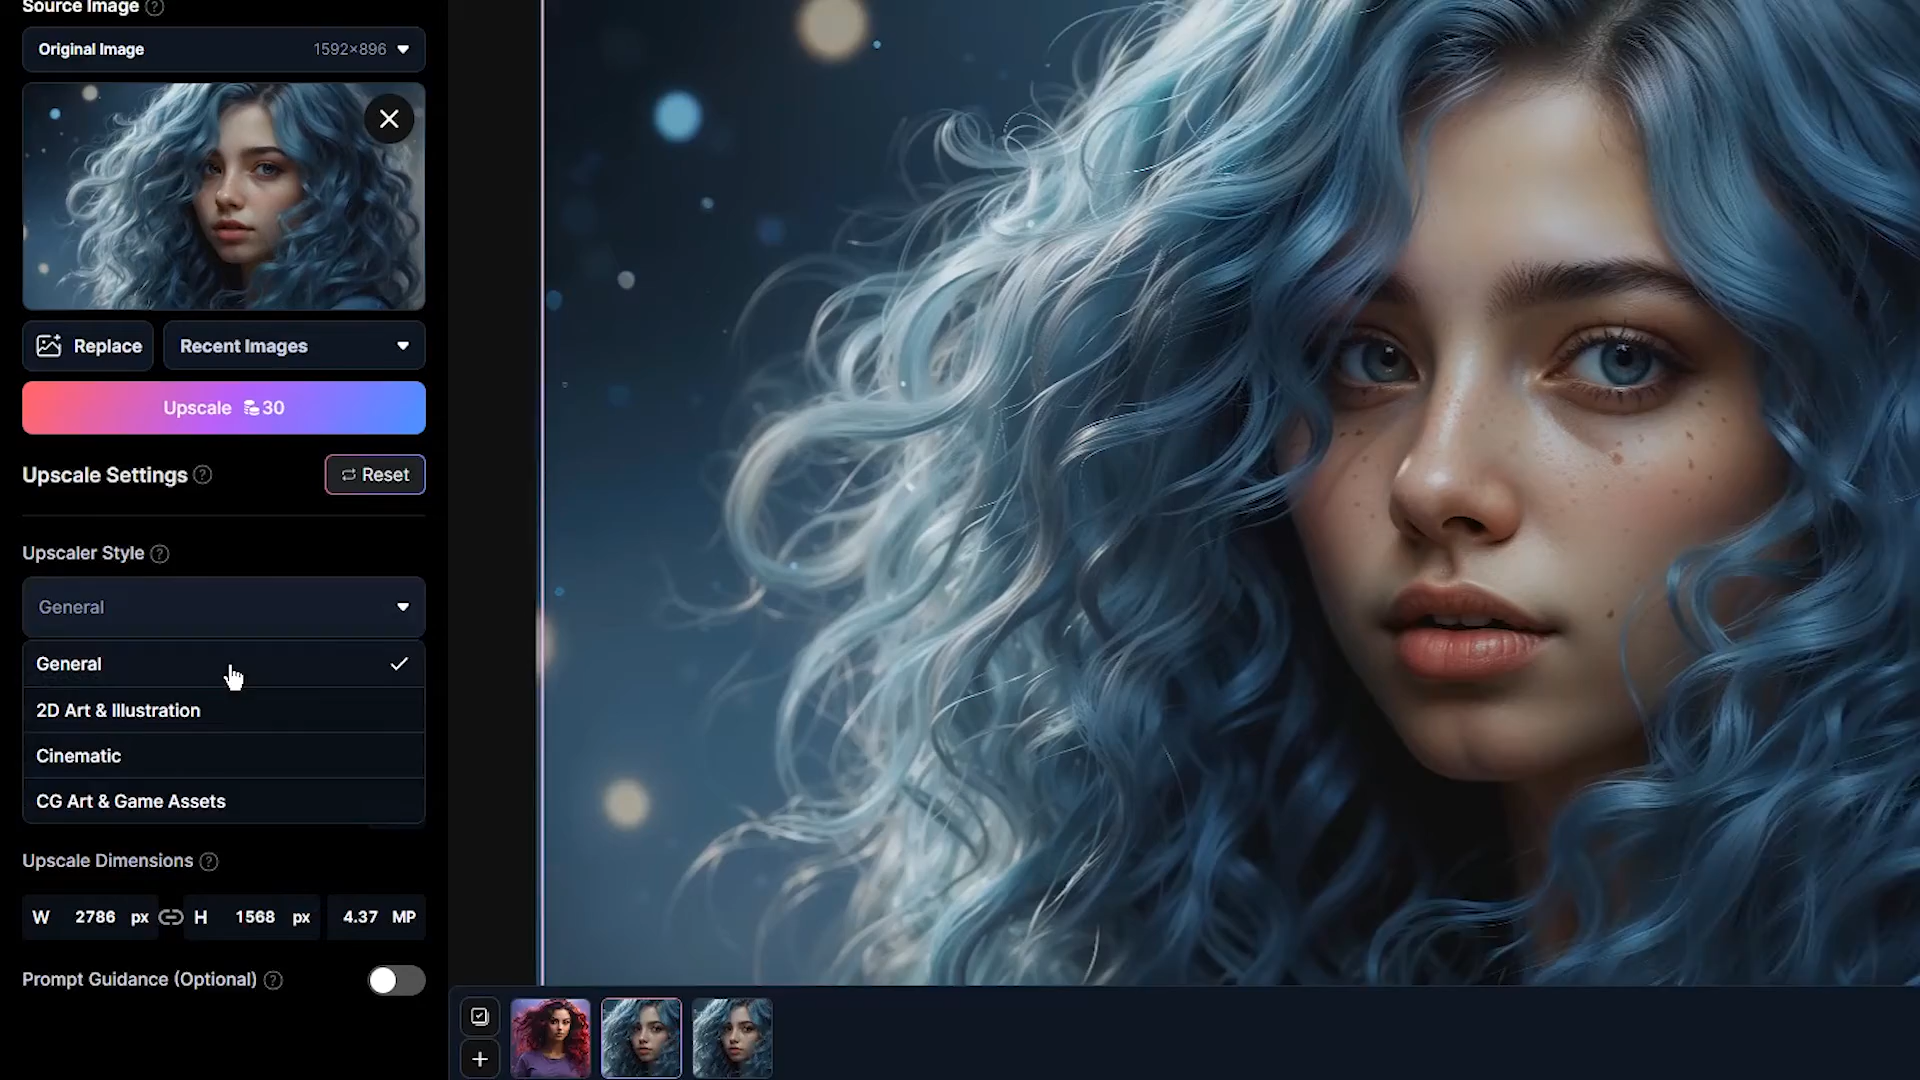 Source Image ?
Original Image 1592×896
Replace
Recent Images
Upscale 30
Upscale Settings ?
Reset
Upscaler Style ?
General
General
2D Art & Illustration
Cinematic
CG Art & Game Assets
Upscale Dimensions ?
W 2786 px H 1568 px 4.37 MP
Prompt Guidance (Optional) ?